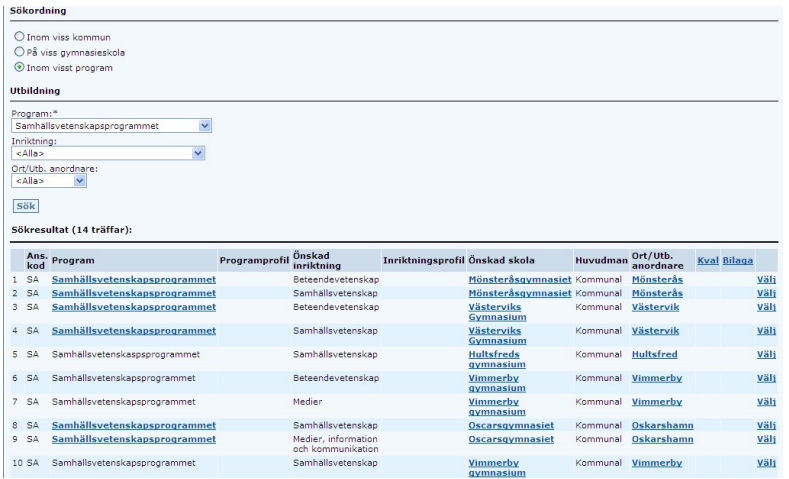 Sökordning
Inom viss kommun
På viss gymnasieskola
Inom visst program
Utbildning
Program:*
Samhällsvetenskapsprogrammet
Inriktning:
<Alla>
Ort/Utb. anordnare:
<Alla>
Sök
Sökresultat (14 träffar):
Ans. kod Program Programprofil Önskad inriktning Inriktningsprofil Önskad skola Huvudman Ort/Utb. anordnare Kval Bilaga
1 SA Samhällsvetenskapsprogrammet Beteendevetenskap Mönsteråsgymnasiet Kommunal Mönsterås Välj
2 SA Samhällsvetenskapsprogrammet Samhällsvetenskap Mönsteråsgymnasiet Kommunal Mönsterås Välj
3 SA Samhällsvetenskapsprogrammet Beteendevetenskap Västerviks Gymnasium Kommunal Västervik Välj
4 SA Samhällsvetenskapsprogrammet Samhällsvetenskap Västerviks Gymnasium Kommunal Västervik Välj
5 SA Samhällsvetenskaspsprogrammet Samhällsvetenskap Hultsfreds gymnasium Kommunal Hultsfred Välj
6 SA Samhällsvetenskapsprogrammet Beteendevetenskap Vimmerby gymnasium Kommunal Vimmerby Välj
7 SA Samhällsvetenskapsprogrammet Medier Vimmerby gymnasium Kommunal Vimmerby Välj
8 SA Samhällsvetenskapsprogrammet Samhällsvetenskap Oscarsgymnasiet Kommunal Oskarshamn Välj
9 SA Samhällsvetenskapsprogrammet Medier, information och kommunikation Oscarsgymnasiet Kommunal Oskarshamn Välj
10 SA Samhällsvetenskapsprogrammet Samhällsvetenskap Vimmerby gymnasium Kommunal Vimmerby Välj